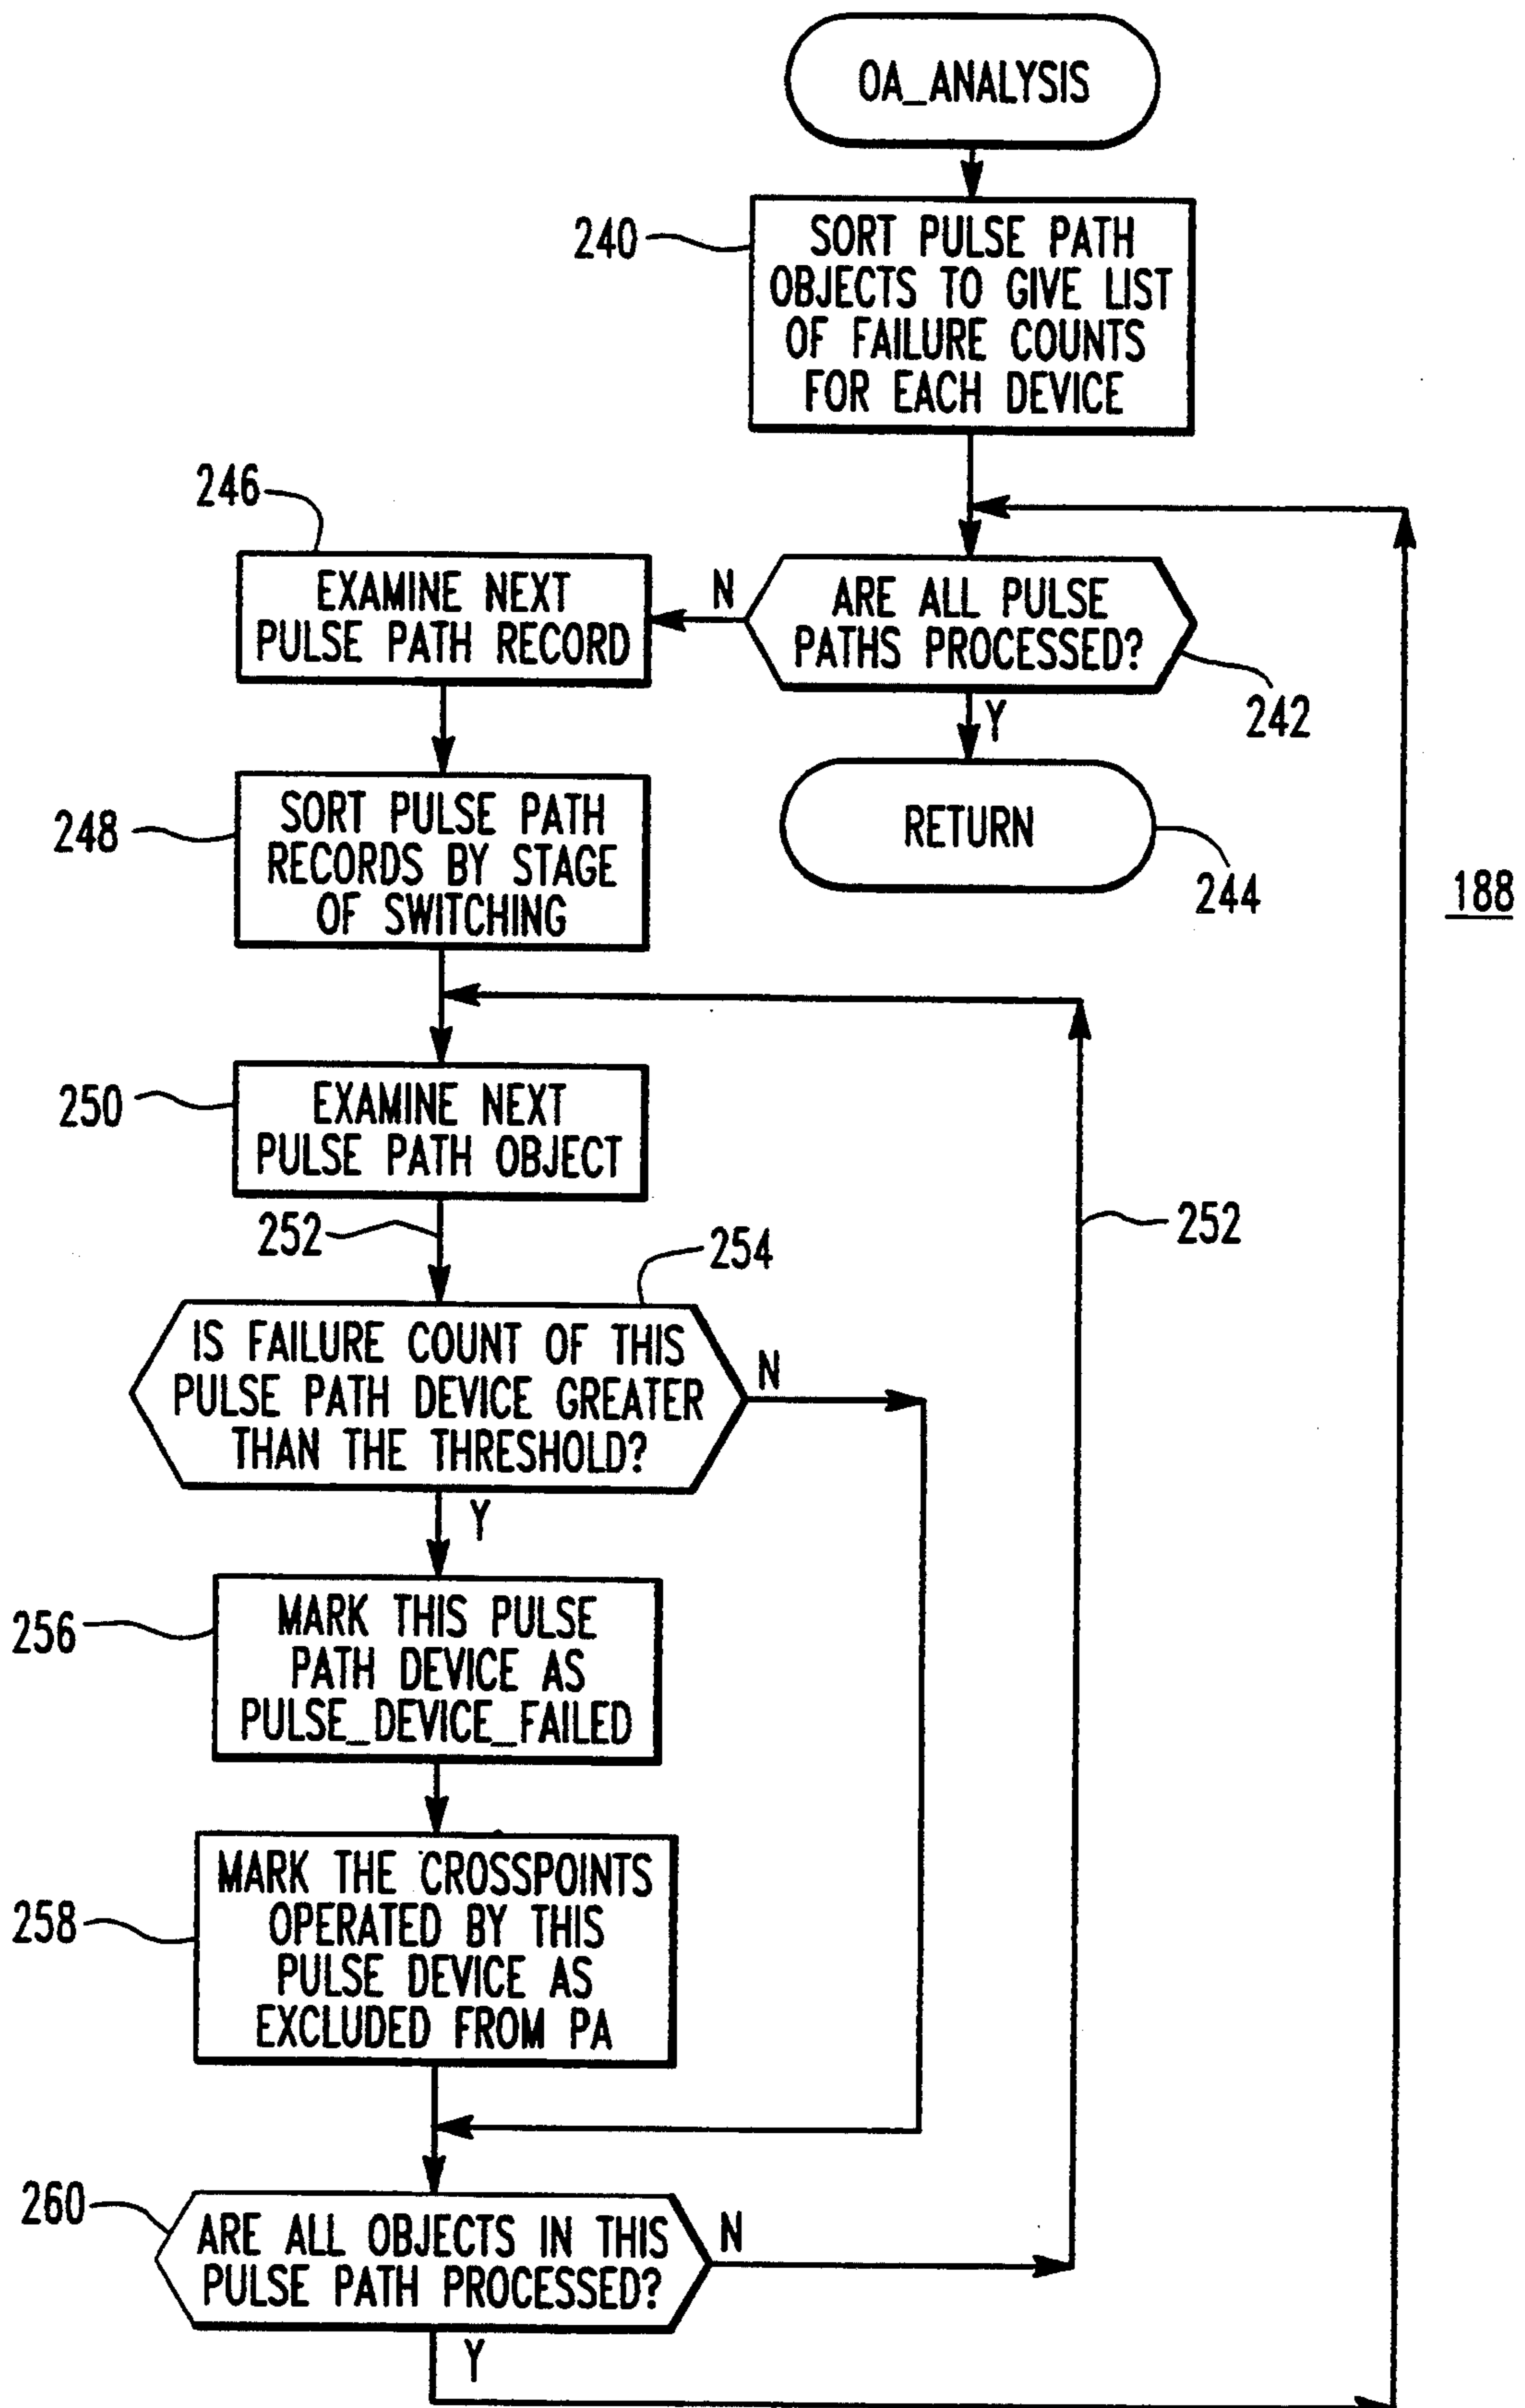 OA_ANALYSIS
240
SORT PULSE PATH
OBJECTS TO GIVE LIST
OF FAILURE COUNTS
FOR EACH DEVICE
246
EXAMINE NEXT
PULSE PATH RECORD
N
ARE ALL PULSE
PATHS PROCESSED?
242
Y
248
SORT PULSE PATH
RECORDS BY STAGE
OF SWITCHING
RETURN
244
188
250
EXAMINE NEXT
PULSE PATH OBJECT
252
252
254
IS FAILURE COUNT OF THIS
PULSE PATH DEVICE GREATER
THAN THE THRESHOLD?
N
Y
256
MARK THIS PULSE
PATH DEVICE AS
PULSE_DEVICE_FAILED
258
MARK THE CROSSPOINTS
OPERATED BY THIS
PULSE DEVICE AS
EXCLUDED FROM PA
260
ARE ALL OBJECTS IN THIS
PULSE PATH PROCESSED?
N
Y